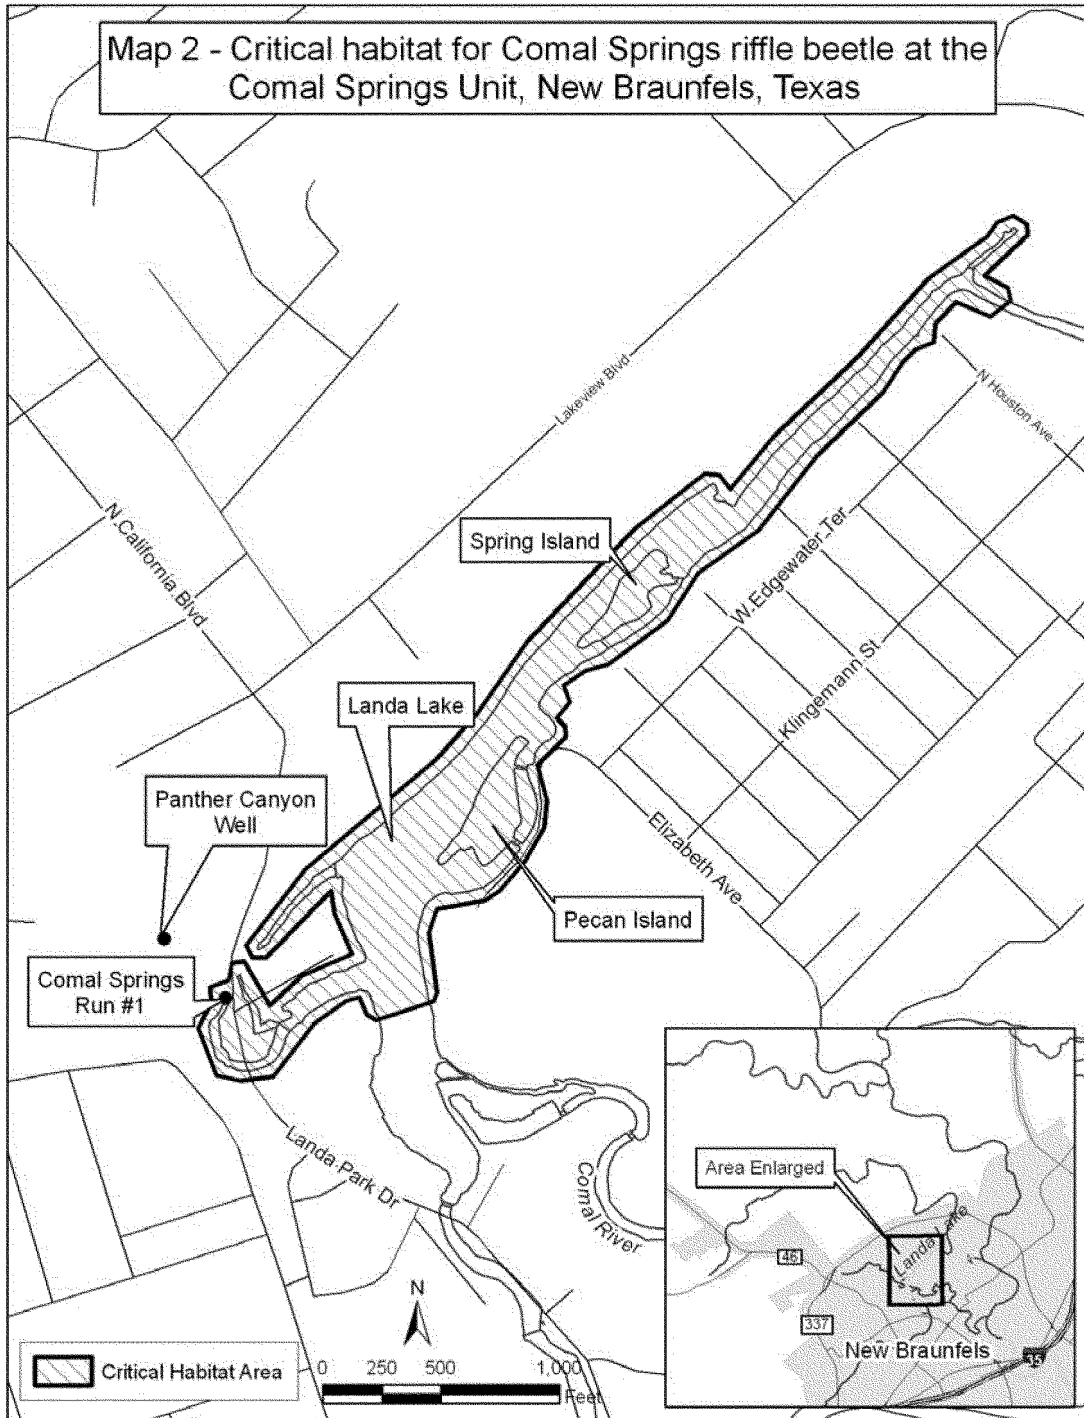 Map 2 - Critical habitat for Comal Springs riffle beetle at the
Comal Springs Unit, New Braunfels, Texas
Lakeview Blvd
N Houston Ave
N California Blvd
Spring Island
W Edgewater Ter
Klingemann St
Landa Lake
Panther Canyon
Well
Elizabeth Ave
Pecan Island
Comal Springs
Run #1
Landa Park Dr
Comal River
Area Enlarged
Landa Lake
46
337
New Braunfels
35
N
Critical Habitat Area
0 250 500 1,000
Feet